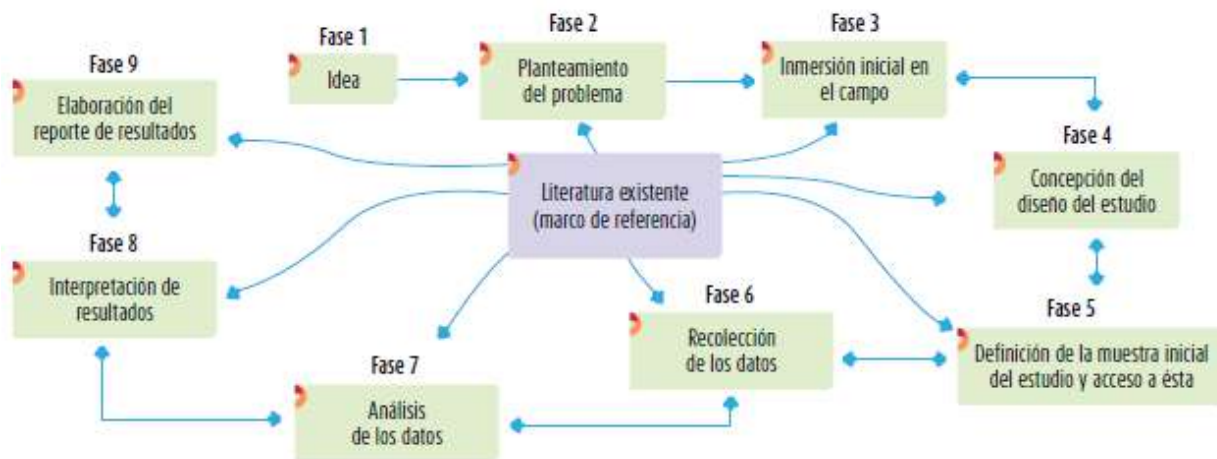 Fase 1
Idea
Fase 2
Planteamiento
del problema
Fase 3
Inmersión inicial en
el campo
Fase 4
Concepción del
diseño del estudio
Fase 5
Definición de la muestra inicial
del estudio y acceso a ésta
Fase 6
Recolección
de los datos
Fase 7
Análisis
de los datos
Fase 8
Interpretación de
resultados
Fase 9
Elaboración del
reporte de resultados
Literatura existente
(marco de referencia)